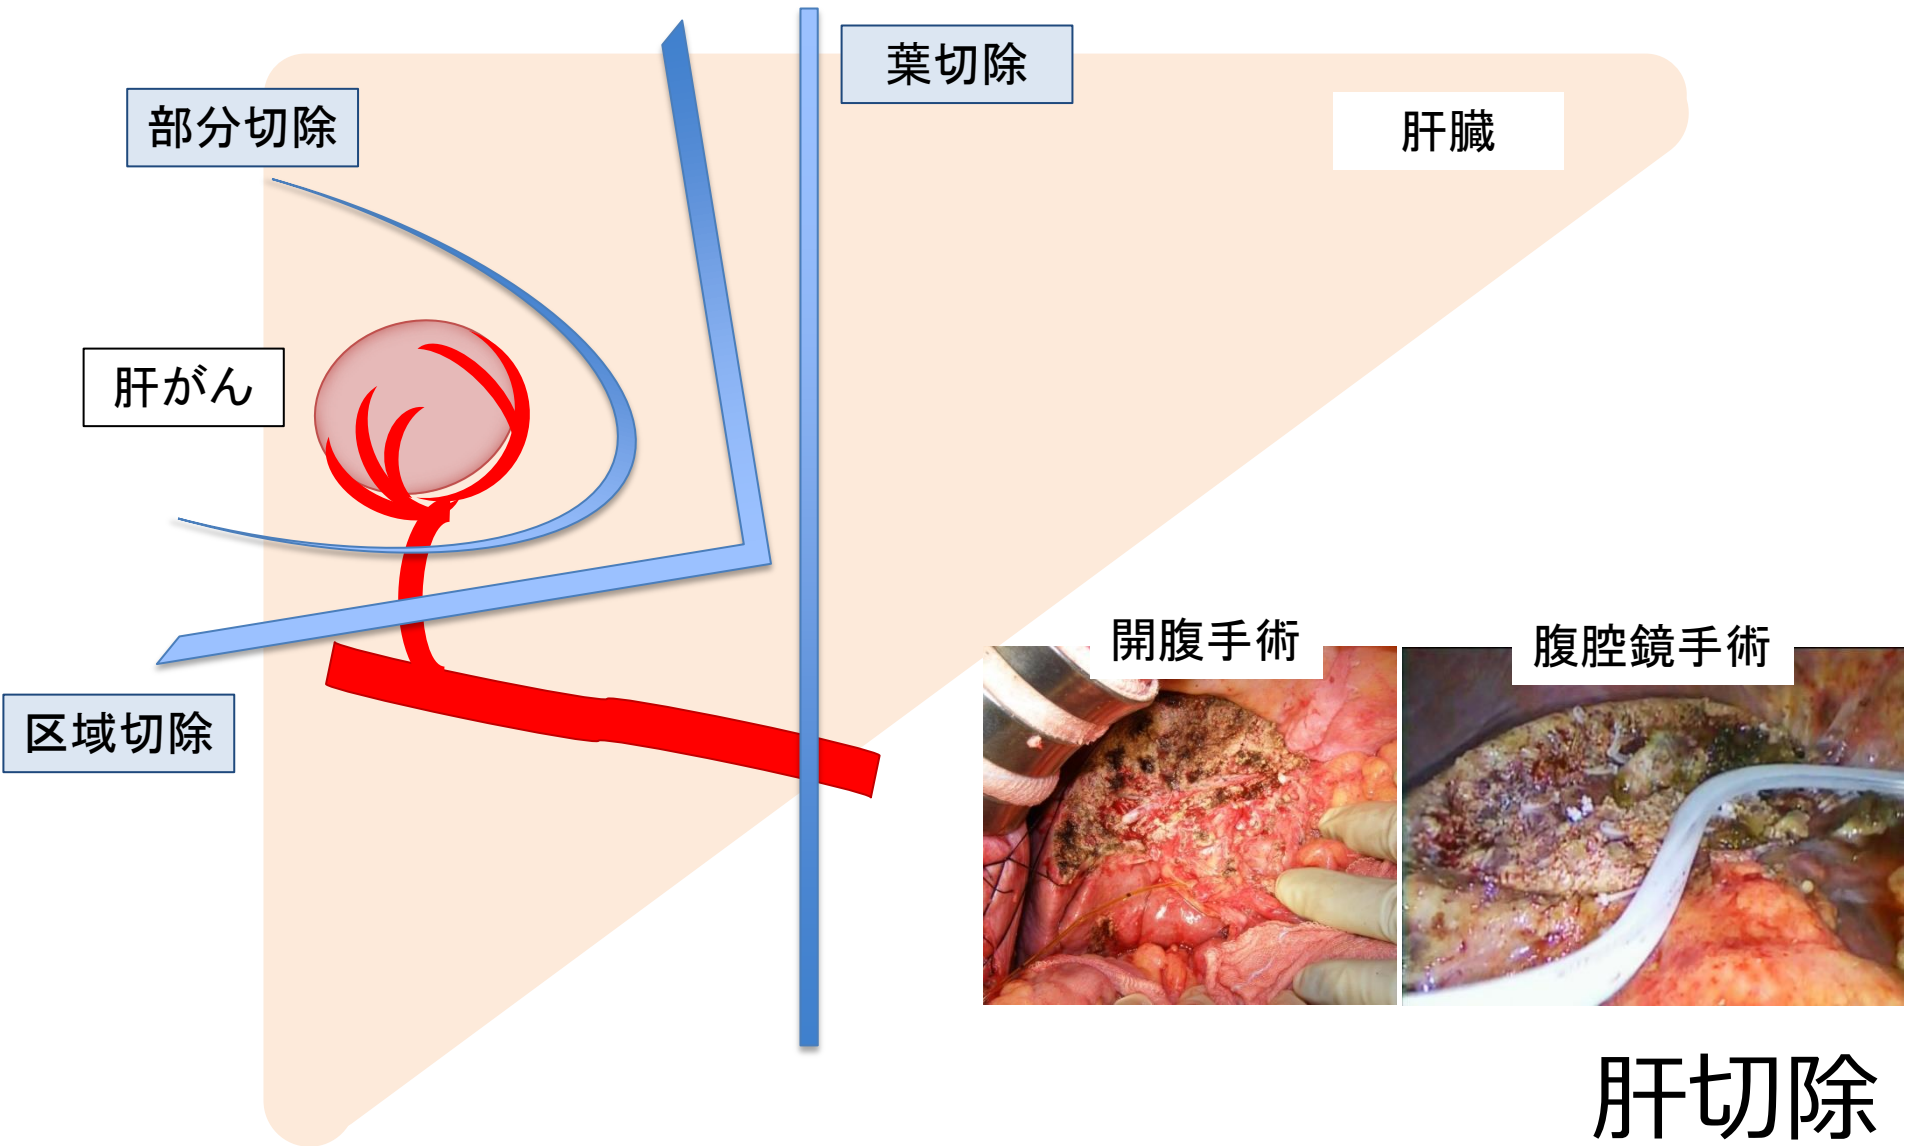 葉切除
部分切除
肝臓
肝がん
区域切除
開腹手術
腹腔鏡手術
肝切除